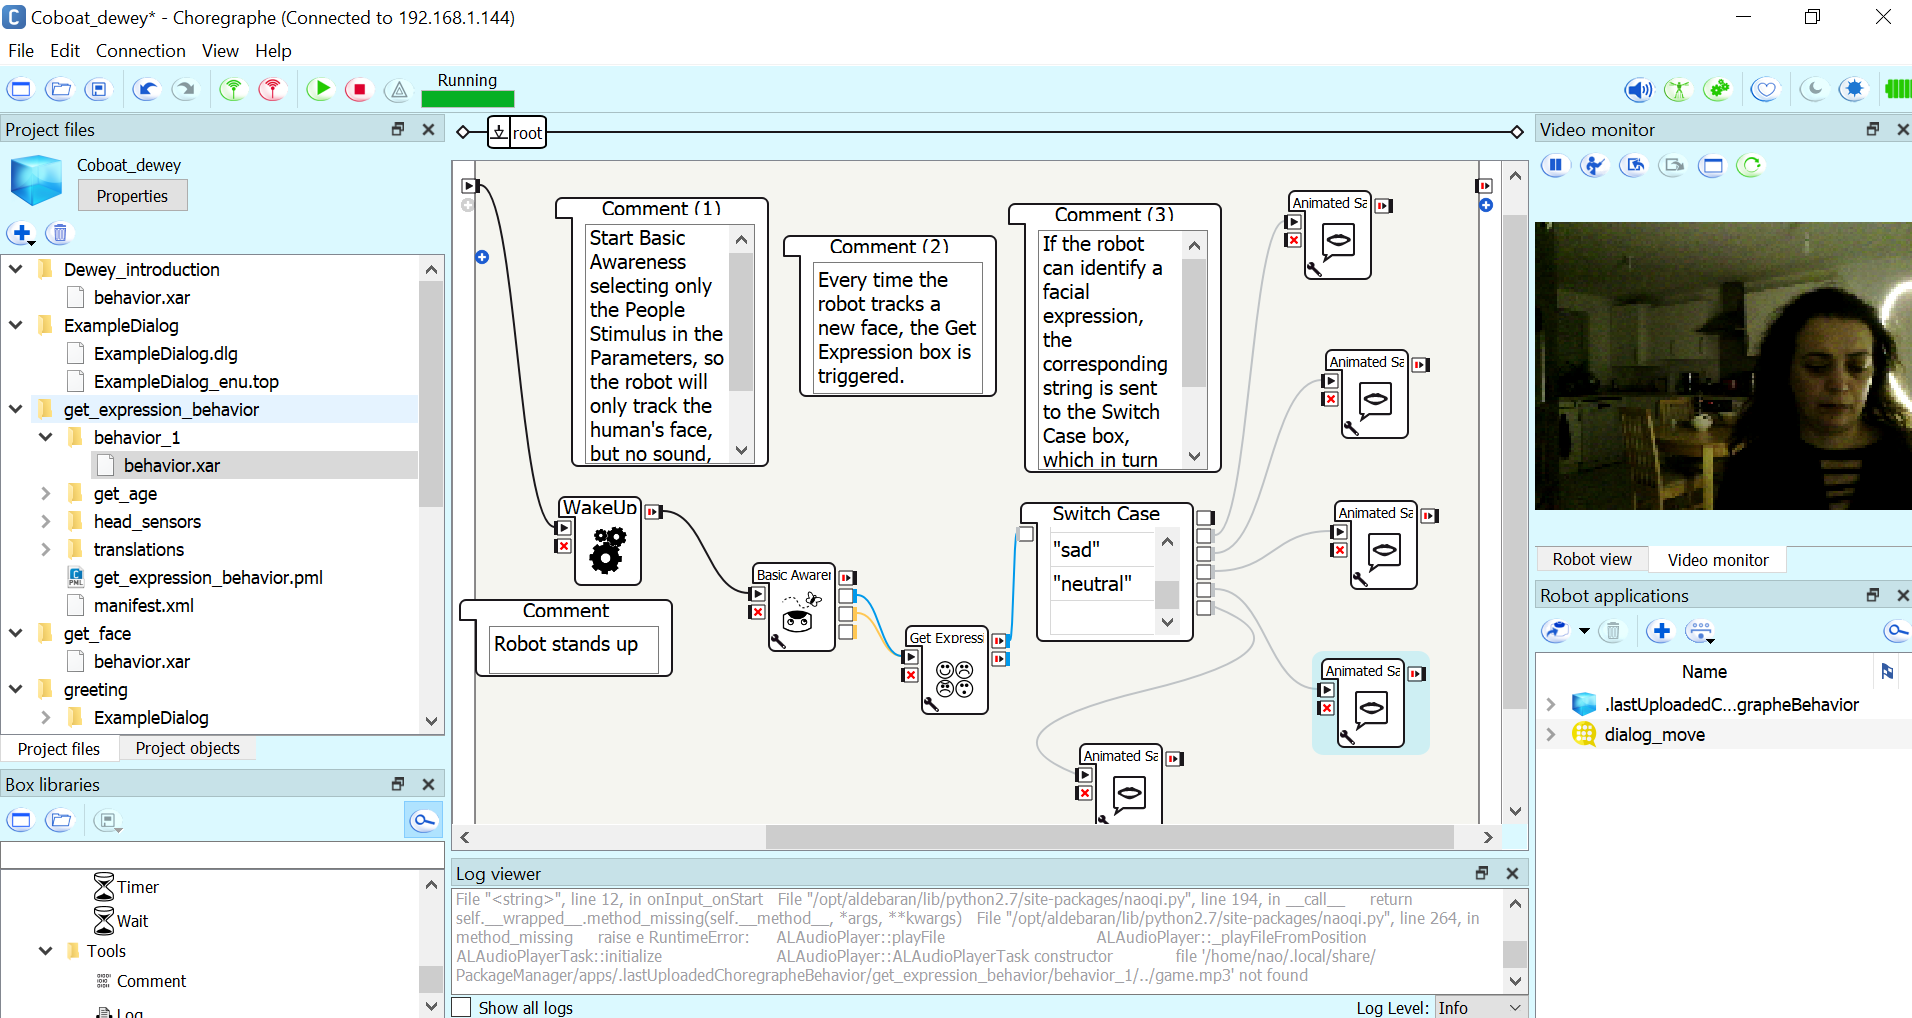 Coboat_dewey* - Choregraphe (Connected to 192.168.1.144)
File Edit Connection View Help
Running
Project files
Coboat_dewey
Properties
Dewey_introduction
behavior.xar
ExampleDialog
ExampleDialog.dlg
ExampleDialog_enu.top
get_expression_behavior
behavior_1
behavior.xar
get_age
head_sensors
translations
get_expression_behavior.pml
manifest.xml
get_face
behavior.xar
greeting
ExampleDialog
Project files Project objects
Box libraries
Timer
Wait
Tools
Comment
Log
root
Comment (1)
Start Basic
Awareness
selecting only
the People
Stimulus in the
Parameters, so
the robot will
only track the
human's face,
but no sound,
Comment (2)
Every time the
robot tracks a
new face, the Get
Expression box is
triggered.
Comment (3)
If the robot
can identify a
facial
expression,
the
corresponding
string is sent
to the Switch
Case box,
which in turn
Animated Sa
Animated Sa
Animated Sa
Animated Sa
Animated Sa
WakeUp
Comment
Robot stands up
Basic Awarer
Get Express
Switch Case
"sad"
"neutral"
Log viewer
File "<string>", line 12, in onInput_onStart File "/opt/aldebaran/lib/python2.7/site-packages/naoqi.py", line 194, in __call__ return
self.__wrapped__.method_missing(self.__method__, *args, **kwargs) File "/opt/aldebaran/lib/python2.7/site-packages/naoqi.py", line 264, in
method_missing raise e RuntimeError: ALAudioPlayer::playFile ALAudioPlayer::_playFileFromPosition
ALAudioPlayerTask::initialize ALAudioPlayer::ALAudioPlayerTask constructor file '/home/nao/.local/share/
PackageManager/apps/.lastUploadedChoregrapheBehavior/get_expression_behavior/behavior_1/../game.mp3' not found
Show all logs
Log Level: Info
Video monitor
Robot view Video monitor
Robot applications
Name
.lastUploadedC...grapheBehavior
dialog_move